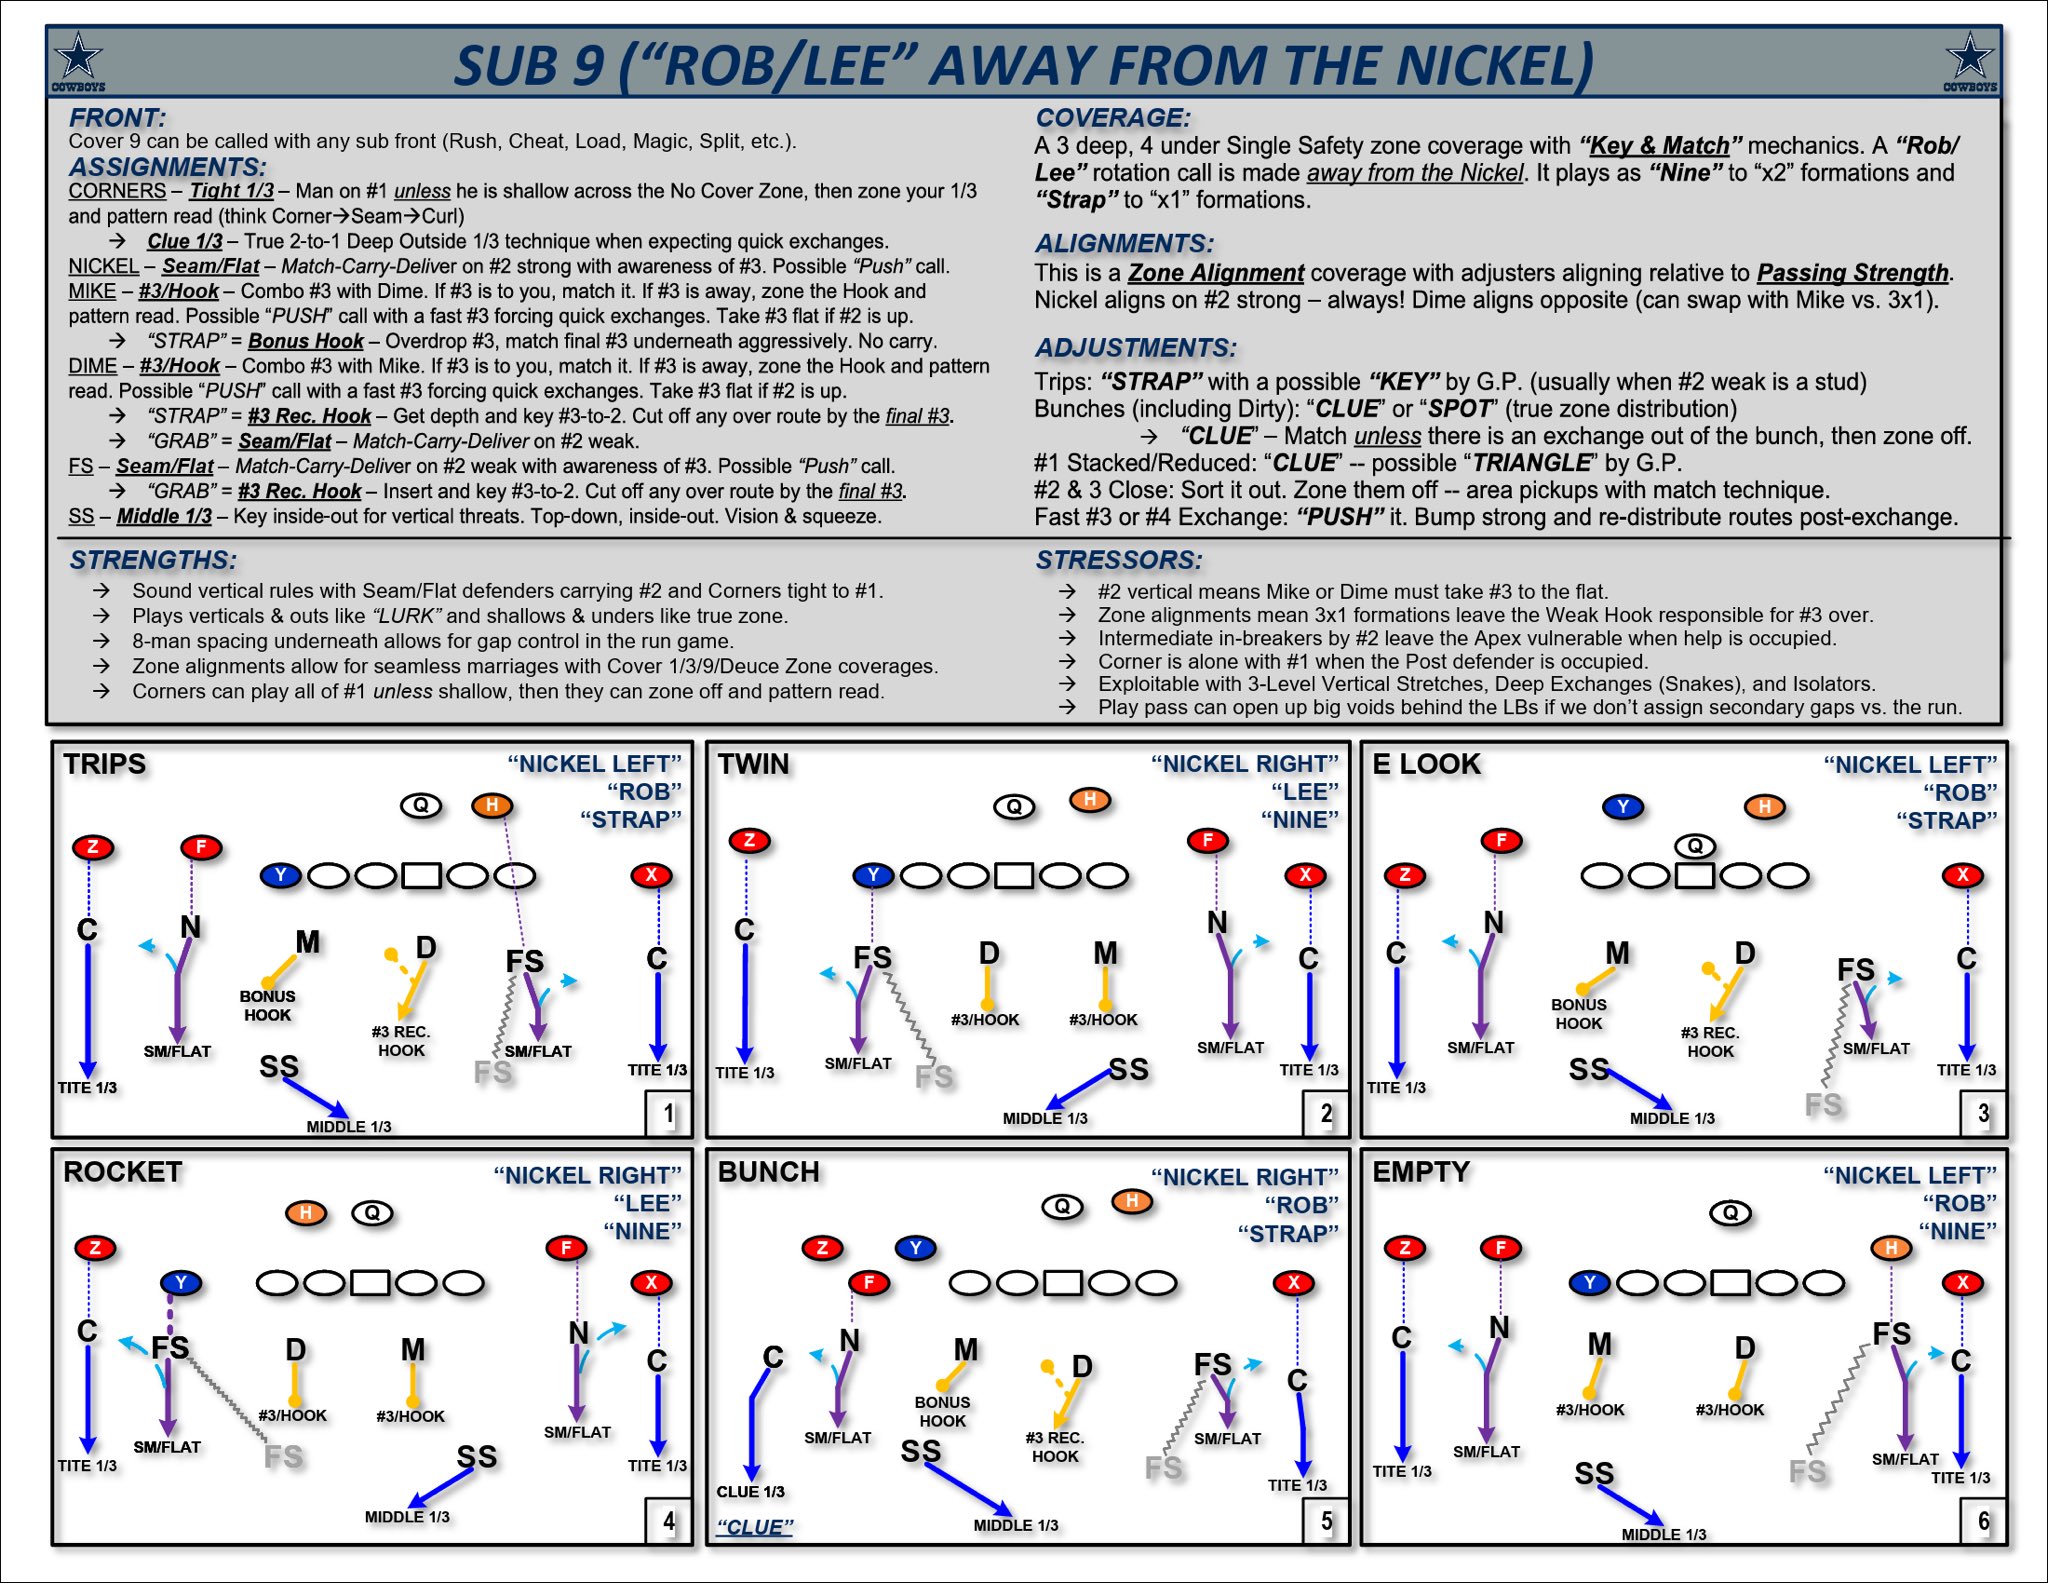 SUB 9 (“ROB/LEE” AWAY FROM THE NICKEL)
COWBOYS
COWBOYS
FRONT:
Cover 9 can be called with any sub front (Rush, Cheat, Load, Magic, Split, etc.).
ASSIGNMENTS:
CORNERS – Tight 1/3 – Man on #1 unless he is shallow across the No Cover Zone, then zone your 1/3
and pattern read (think Corner→Seam→Curl)
→ Clue 1/3 – True 2-to-1 Deep Outside 1/3 technique when expecting quick exchanges.
NICKEL – Seam/Flat – Match-Carry-Deliver on #2 strong with awareness of #3. Possible “Push” call.
MIKE – #3/Hook – Combo #3 with Dime. If #3 is to you, match it. If #3 is away, zone the Hook and
pattern read. Possible “PUSH” call with a fast #3 forcing quick exchanges. Take #3 flat if #2 is up.
→ “STRAP” = Bonus Hook – Overdrop #3, match final #3 underneath aggressively. No carry.
DIME – #3/Hook – Combo #3 with Mike. If #3 is to you, match it. If #3 is away, zone the Hook and pattern
read. Possible “PUSH” call with a fast #3 forcing quick exchanges. Take #3 flat if #2 is up.
→ “STRAP” = #3 Rec. Hook – Get depth and key #3-to-2. Cut off any over route by the final #3.
→ “GRAB” = Seam/Flat – Match-Carry-Deliver on #2 weak.
FS – Seam/Flat – Match-Carry-Deliver on #2 weak with awareness of #3. Possible “Push” call.
→ “GRAB” = #3 Rec. Hook – Insert and key #3-to-2. Cut off any over route by the final #3.
SS – Middle 1/3 – Key inside-out for vertical threats. Top-down, inside-out. Vision & squeeze.
COVERAGE:
A 3 deep, 4 under Single Safety zone coverage with “Key & Match” mechanics. A “Rob/
Lee” rotation call is made away from the Nickel. It plays as “Nine” to “x2” formations and
“Strap” to “x1” formations.
ALIGNMENTS:
This is a Zone Alignment coverage with adjusters aligning relative to Passing Strength.
Nickel aligns on #2 strong – always! Dime aligns opposite (can swap with Mike vs. 3x1).
ADJUSTMENTS:
Trips: “STRAP” with a possible “KEY” by G.P. (usually when #2 weak is a stud)
Bunches (including Dirty): “CLUE” or “SPOT” (true zone distribution)
→ “CLUE” – Match unless there is an exchange out of the bunch, then zone off.
#1 Stacked/Reduced: “CLUE” -- possible “TRIANGLE” by G.P.
#2 & 3 Close: Sort it out. Zone them off -- area pickups with match technique.
Fast #3 or #4 Exchange: “PUSH” it. Bump strong and re-distribute routes post-exchange.
STRENGTHS:
→ Sound vertical rules with Seam/Flat defenders carrying #2 and Corners tight to #1.
→ Plays verticals & outs like “LURK” and shallows & unders like true zone.
→ 8-man spacing underneath allows for gap control in the run game.
→ Zone alignments allow for seamless marriages with Cover 1/3/9/Deuce Zone coverages.
→ Corners can play all of #1 unless shallow, then they can zone off and pattern read.
STRESSORS:
→ #2 vertical means Mike or Dime must take #3 to the flat.
→ Zone alignments mean 3x1 formations leave the Weak Hook responsible for #3 over.
→ Intermediate in-breakers by #2 leave the Apex vulnerable when help is occupied.
→ Corner is alone with #1 when the Post defender is occupied.
→ Exploitable with 3-Level Vertical Stretches, Deep Exchanges (Snakes), and Isolators.
→ Play pass can open up big voids behind the LBs if we don’t assign secondary gaps vs. the run.
TRIPS
“NICKEL LEFT”
“ROB”
“STRAP”
Q H
Z F
Y X
C N M D FS C
BONUS
HOOK
#3 REC.
HOOK
SM/FLAT
SM/FLAT
SS
FS
TITE 1/3
TITE 1/3
MIDDLE 1/3
1
TWIN
“NICKEL RIGHT”
“LEE”
“NINE”
Q H
Z F
Y X
C FS D M N C
#3/HOOK
#3/HOOK
SM/FLAT
SM/FLAT
FS
SS
TITE 1/3
TITE 1/3
MIDDLE 1/3
2
E LOOK
“NICKEL LEFT”
“ROB”
“STRAP”
Y H
F Q
Z X
C N M D FS C
BONUS
HOOK
#3 REC.
HOOK
SM/FLAT
SM/FLAT
SS
FS
TITE 1/3
TITE 1/3
MIDDLE 1/3
3
ROCKET
“NICKEL RIGHT”
“LEE”
“NINE”
H Q
Z F
Y X
C FS D M N C
#3/HOOK
#3/HOOK
SM/FLAT
SM/FLAT
FS
SS
TITE 1/3
TITE 1/3
MIDDLE 1/3
4
BUNCH
“NICKEL RIGHT”
“ROB”
“STRAP”
Q H
Z Y
F X
C N M D FS C
BONUS
HOOK
#3 REC.
HOOK
SM/FLAT
SM/FLAT
SS
FS
CLUE 1/3
TITE 1/3
MIDDLE 1/3
“CLUE”
5
EMPTY
“NICKEL LEFT”
“ROB”
“NINE”
Q
Z F H
Y X
C N M D FS C
#3/HOOK
#3/HOOK
SM/FLAT
SM/FLAT
SS
FS
TITE 1/3
TITE 1/3
MIDDLE 1/3
6